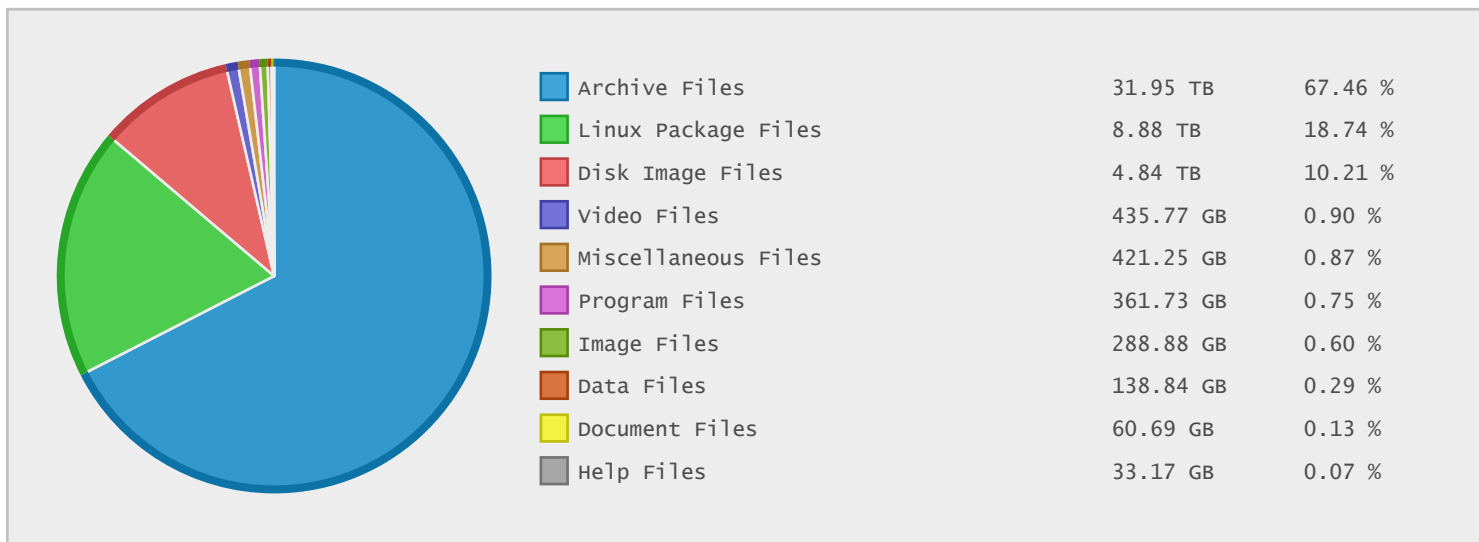 Archive Files 31.95 TB 67.46 %
Linux Package Files 8.88 TB 18.74 %
Disk Image Files 4.84 TB 10.21 %
Video Files 435.77 GB 0.90 %
Miscellaneous Files 421.25 GB 0.87 %
Program Files 361.73 GB 0.75 %
Image Files 288.88 GB 0.60 %
Data Files 138.84 GB 0.29 %
Document Files 60.69 GB 0.13 %
Help Files 33.17 GB 0.07 %